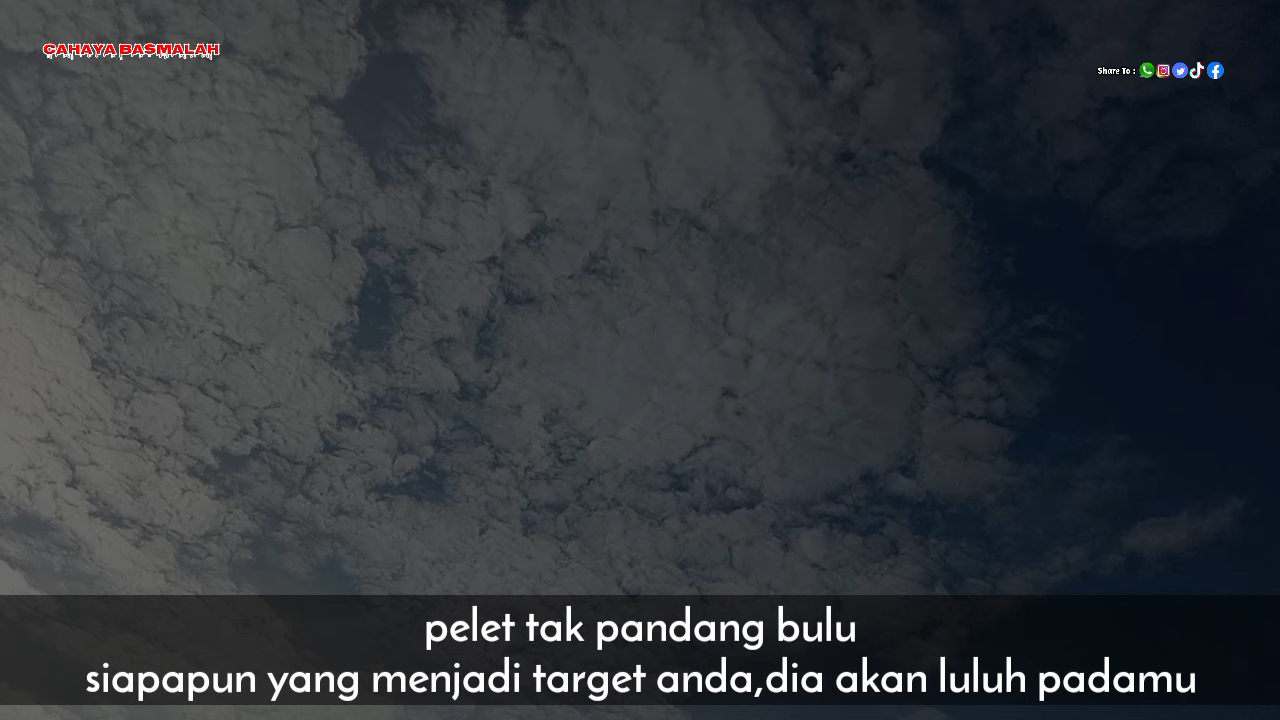 CAHAYA BASMALAH
Share To :
pelet tak pandang bulu
siapapun yang menjadi target anda,dia akan luluh padamu